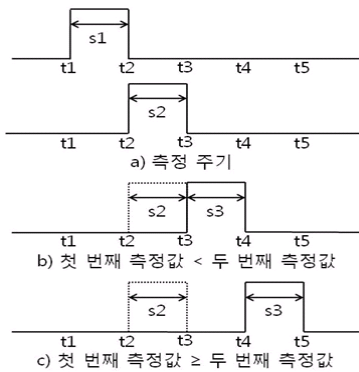 s1
t1 t2 t3 t4 t5
s2
t1 t2 t3 t4 t5
a) 측정 주기
s2 s3
t1 t2 t3 t4 t5
b) 첫 번째 측정값 < 두 번째 측정값
s2 s3
t1 t2 t3 t4 t5
c) 첫 번째 측정값 ≥ 두 번째 측정값